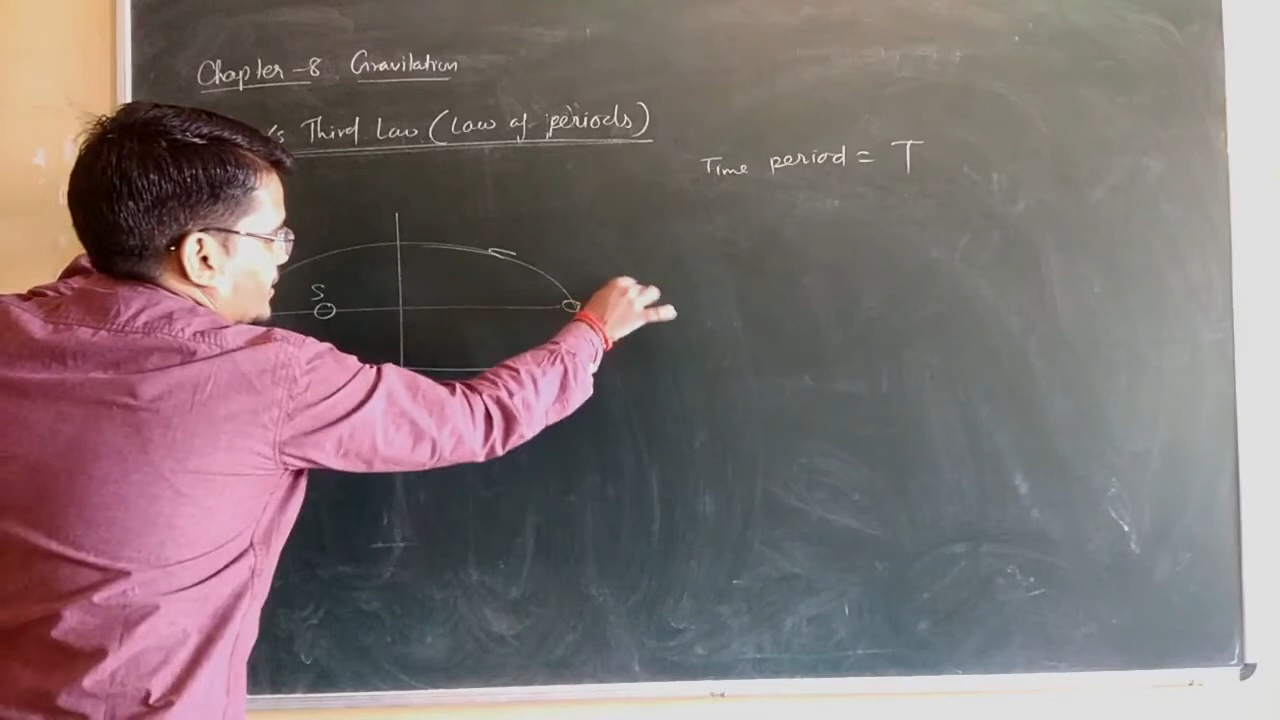 Chapter-8 Gravitation
's Third Law (Law of periods)
Time period = T
S